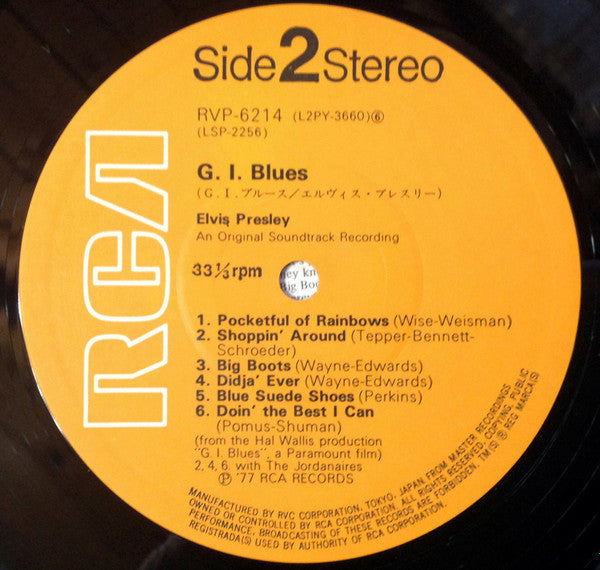 Side 2 Stereo
RVP-6214 (L2PY-3660)⑥
(LSP-2256)
G. I. Blues
(G.I.ブルース/エルヴィス・プレスリー)
Elvis Presley
An Original Soundtrack Recording
33⅓ rpm
ey kn
Big Boo
1. Pocketful of Rainbows (Wise-Weisman)
2. Shoppin' Around (Tepper-Bennett-
Schroeder)
3. Big Boots (Wayne-Edwards)
4. Didja' Ever (Wayne-Edwards)
5. Blue Suede Shoes (Perkins)
6. Doin' the Best I Can
(Pomus-Shuman)
(from the Hal Wallis production
"G. I. Blues", a Paramount film)
2, 4, 6. with The Jordanaires
Ⓟ '77 RCA RECORDS
RCA
MANUFACTURED BY RVC CORPORATION, TOKYO, JAPAN, FROM MASTER RECORDINGS
OWNED OR CONTROLLED BY RCA CORPORATION. ALL RIGHTS RESERVED. COPYING, PUBLIC
PERFORMANCE, BROADCASTING OF THESE RECORDS ARE FORBIDDEN. TM(S) ® REG MARCA(S)
REGISTRADA(S) USED BY AUTHORITY OF RCA CORPORATION.